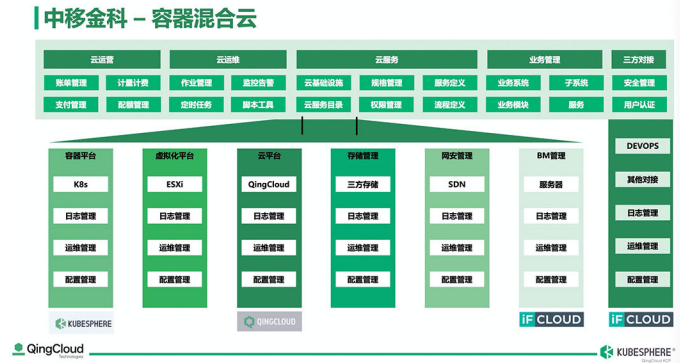 中移金科 – 容器混合云
云运营 云运维 云服务 业务管理 三方对接
账单管理 计量计费 作业管理 监控告警 云基础设施 规格管理 服务定义 业务系统 子系统 安全管理
支付管理 配额管理 定时任务 脚本工具 云服务目录 权限管理 流程定义 业务模块 服务 用户认证
容器平台 虚拟化平台 云平台 存储管理 网安管理 BM管理 DEVOPS
K8s ESXi QingCloud 三方存储 SDN 服务器 其他对接
日志管理 日志管理 日志管理 日志管理 日志管理 日志管理 日志管理
运维管理 运维管理 运维管理 运维管理 运维管理 运维管理 运维管理
配置管理 配置管理 配置管理 配置管理 配置管理 配置管理 配置管理
KUBESPHERE QINGCLOUD iFCLOUD iFCLOUD
QingCloud KUBESPHERE®
Technologies QingCloud KCP